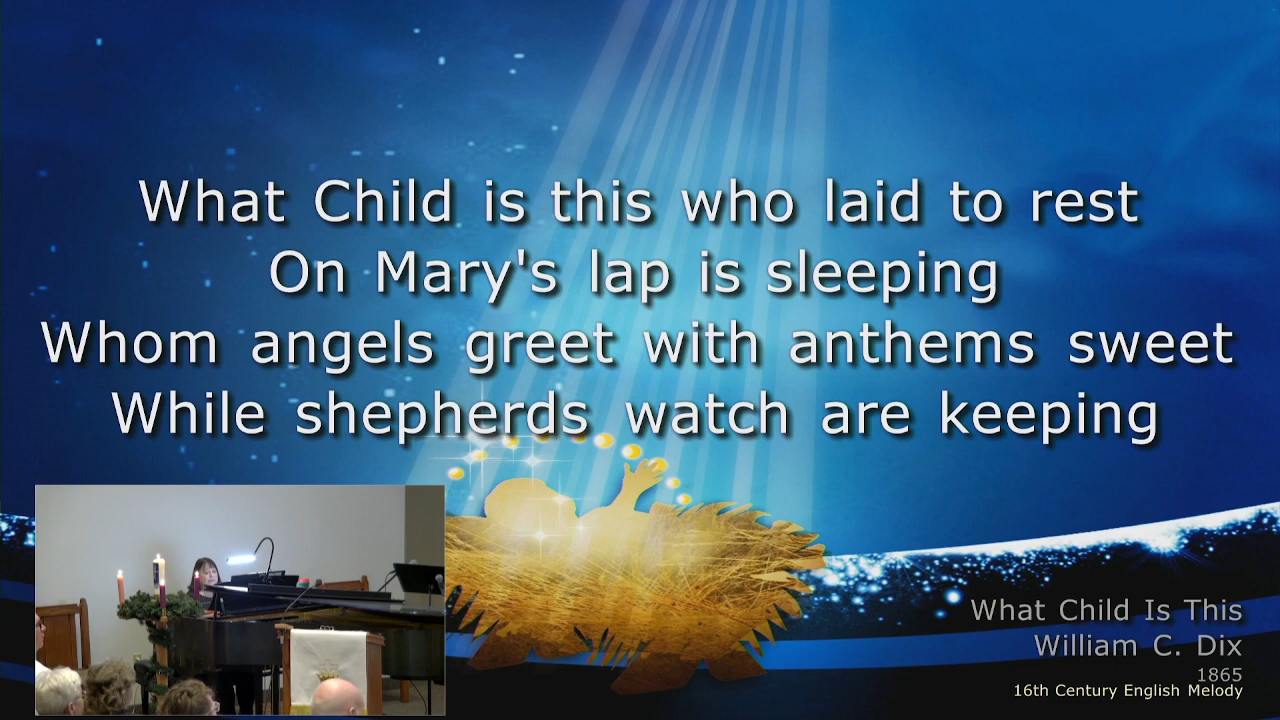 What Child is this who laid to rest
On Mary's lap is sleeping
Whom angels greet with anthems sweet
While shepherds watch are keeping
What Child Is This
William C. Dix
1865
16th Century English Melody